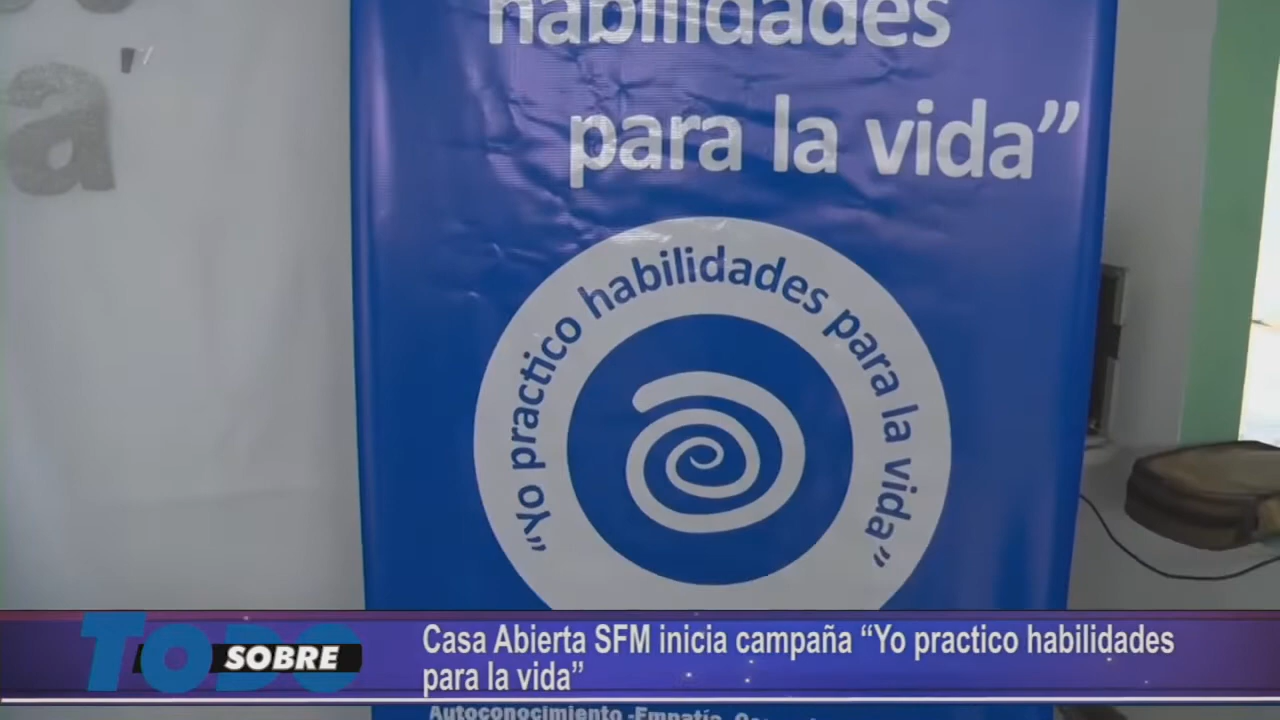 habilidades
para la vida”
“Yo practico habilidades para la vida”
TODO
SOBRE
Casa Abierta SFM inicia campaña “Yo practico habilidades
para la vida”
Autoconocimiento -Empatía